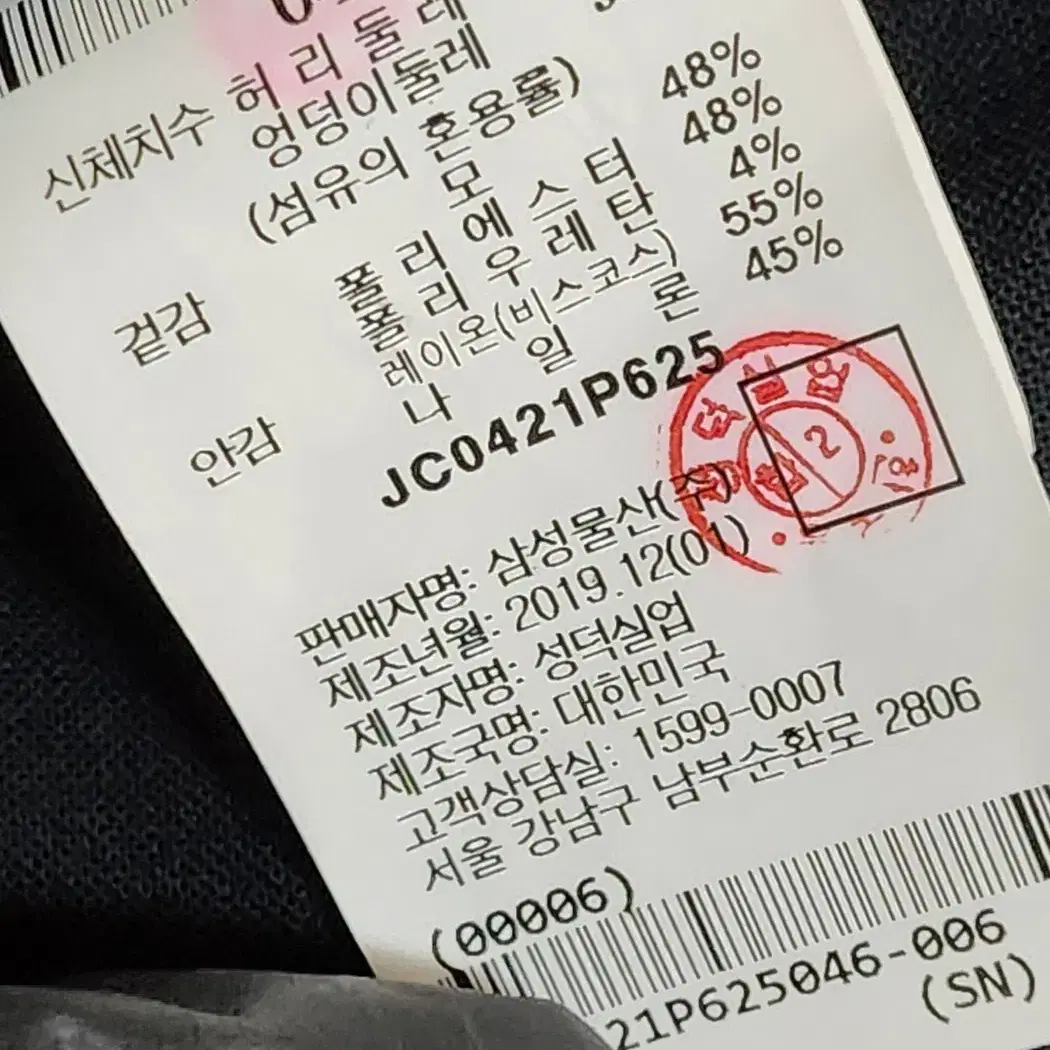 신체치수 허리둘레
엉덩이둘레
(섬유의 혼용률)
겉감 모 48%
폴리에스터 48%
폴리우레탄 4%
안감 레이온(비스코스) 55%
나일론 45%
JC0421P625
2
판매자명: 삼성물산(주)
제조년월: 2019.12(01)
제조자명: 성덕실업
제조국명: 대한민국
고객상담실: 1599-0007
서울 강남구 남부순환로 2806
(00006)
21P625046-006
(SN)